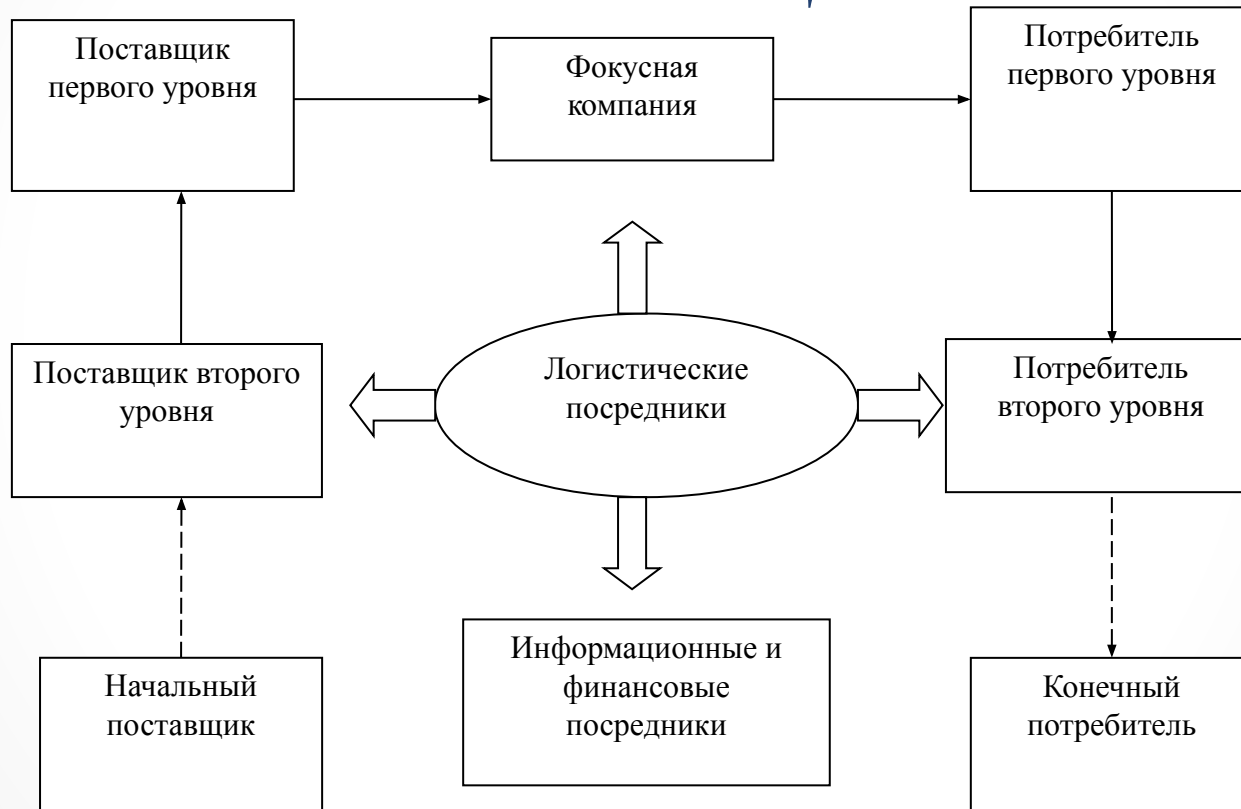 Поставщик
первого уровня
Фокусная
компания
Потребитель
первого уровня
Поставщик второго
уровня
Логистические
посредники
Потребитель
второго уровня
Начальный
поставщик
Информационные и
финансовые
посредники
Конечный
потребитель